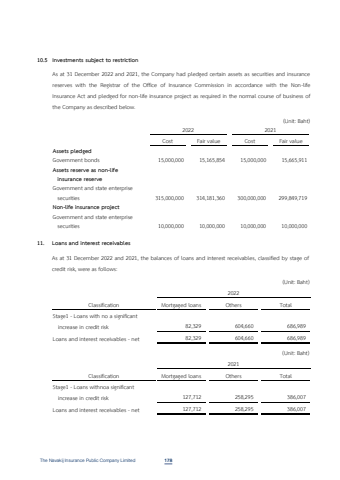 10.5 Investments subject to restriction
As at 31 December 2022 and 2021, the Company had pledged certain assets as securities and insurance
reserves with the Registrar of the Office of Insurance Commission in accordance with the Non-life
Insurance Act and pledged for non-life insurance project as required in the normal course of business of
the Company as described below.
(Unit: Baht)
2022 2021
Cost Fair value Cost Fair value
Assets pledged
Government bonds 15,000,000 15,165,858 15,000,000 15,665,911
Assets reserve as non-life
insurance reserve
Government and state enterprise
securities 315,000,000 314,181,360 300,000,000 299,849,719
Non-life insurance project
Government and state enterprise
securities 10,000,000 10,000,000 10,000,000 10,000,000
11. Loans and interest receivables
As at 31 December 2022 and 2021, the balances of loans and interest receivables, classified by stage of
credit risk, were as follows:
(Unit: Baht)
2022
Classification Mortgaged loans Others Total
Stage1 - Loans with no a significant
increase in credit risk 82,329 604,660 686,989
Loans and interest receivables - net 82,329 604,660 686,989
(Unit: Baht)
2021
Classification Mortgaged loans Others Total
Stage1 - Loans withnoa significant
increase in credit risk 127,712 258,295 386,007
Loans and interest receivables - net 127,712 258,295 386,007
The Navakij Insurance Public Company Limited 176